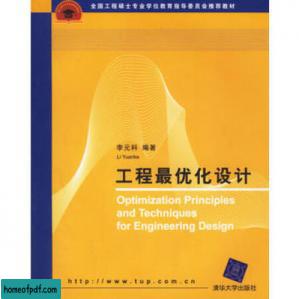 全国工程硕士专业学位教育指导委员会推荐教材
李元科 编著
Li Yuanke
工程最优化设计
Optimization Principles
and Techniques
for Engineering Design
http://www.tup.com.cn
清华大学出版社
homeofpdf.com